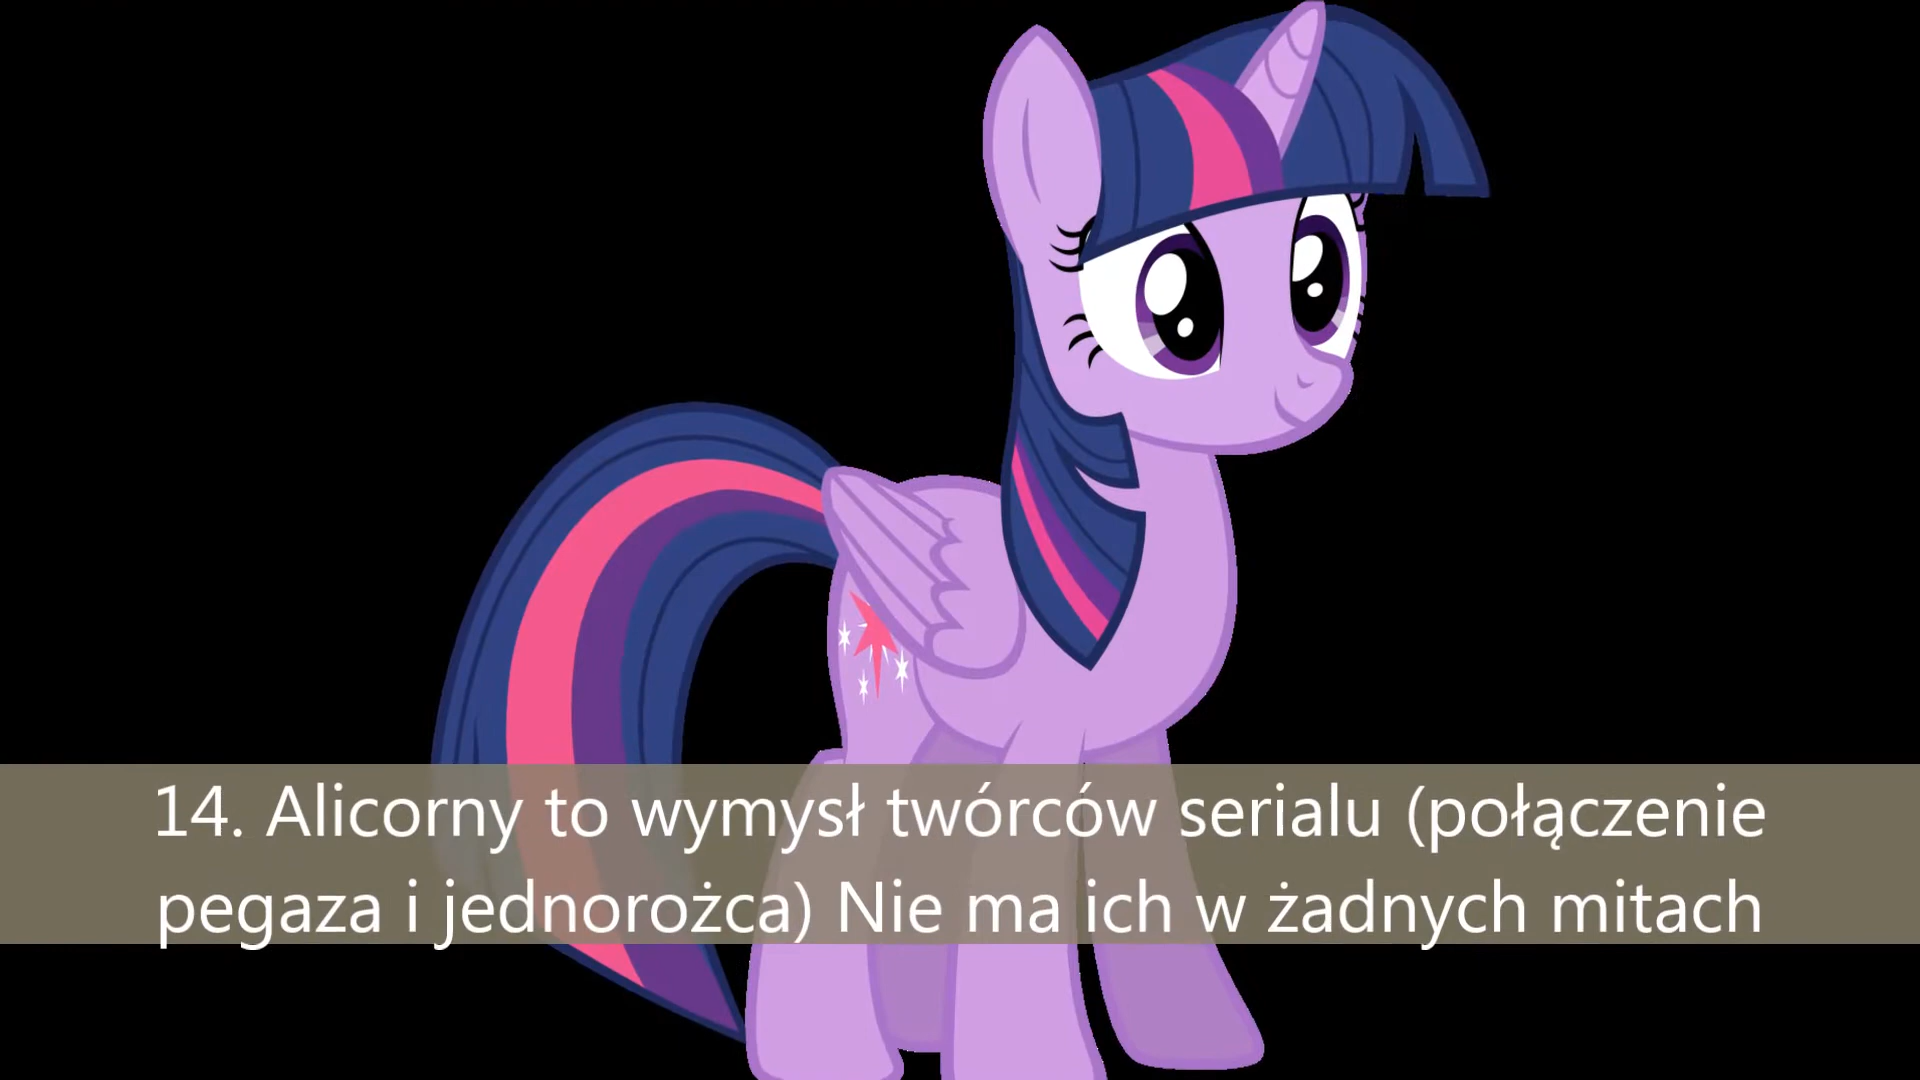 14. Alicorny to wymysł twórców serialu (połączenie
pegaza i jednorożca) Nie ma ich w żadnych mitach